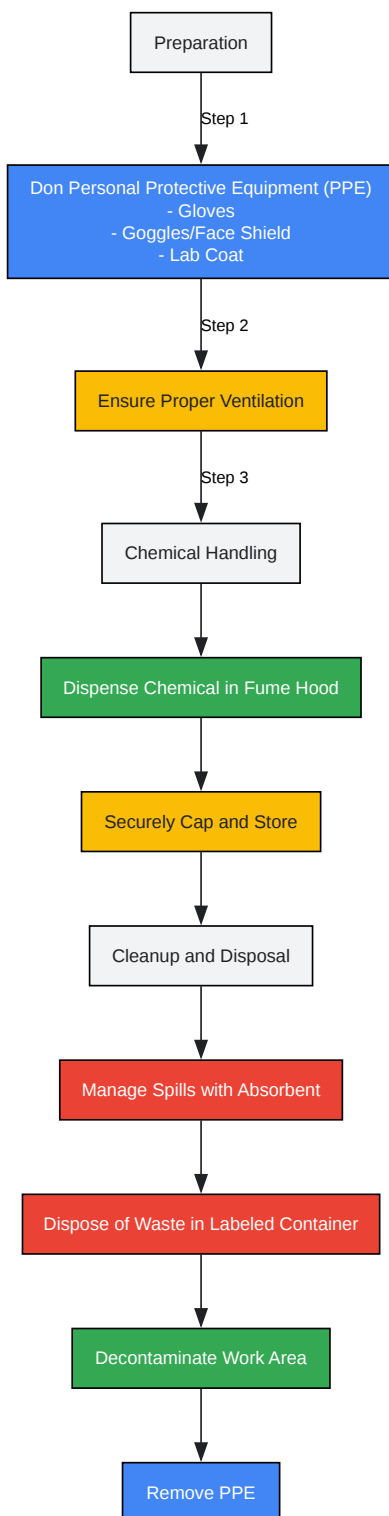 Preparation
Step 1
Don Personal Protective Equipment (PPE)
- Gloves
- Goggles/Face Shield
- Lab Coat
Step 2
Ensure Proper Ventilation
Step 3
Chemical Handling
Dispense Chemical in Fume Hood
Securely Cap and Store
Cleanup and Disposal
Manage Spills with Absorbent
Dispose of Waste in Labeled Container
Decontaminate Work Area
Remove PPE